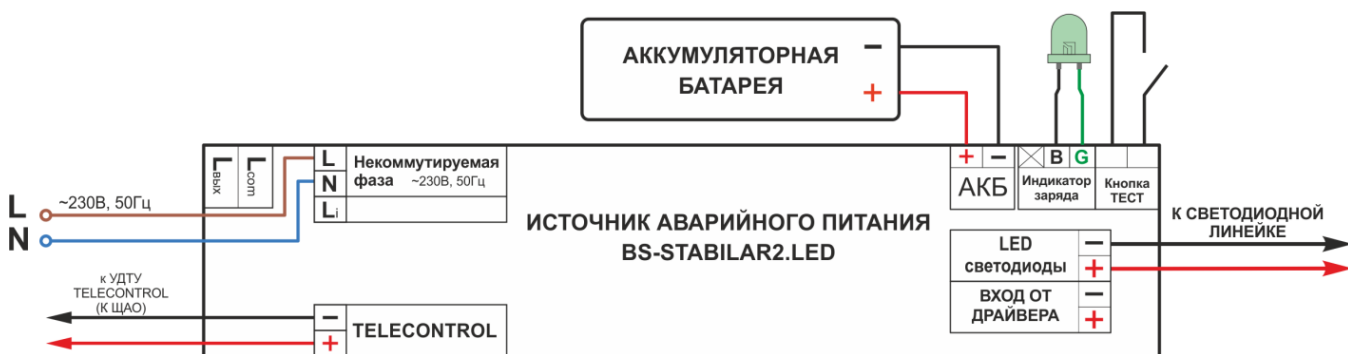 АККУМУЛЯТОРНАЯ −
БАТАРЕЯ +
Lвых
Lcom
L Некоммутируемая
фаза ~230В, 50Гц
N
Li
L ~230В, 50Гц
N
+ −
АКБ
B G
Индикатор
заряда
Кнопка
ТЕСТ
ИСТОЧНИК АВАРИЙНОГО ПИТАНИЯ
BS-STABILAR2.LED
LED −
светодиоды +
ВХОД ОТ −
ДРАЙВЕРА +
К СВЕТОДИОДНОЙ
ЛИНЕЙКЕ
к УДТУ
TELECONTROL
(К ЩАО)
−
+
TELECONTROL